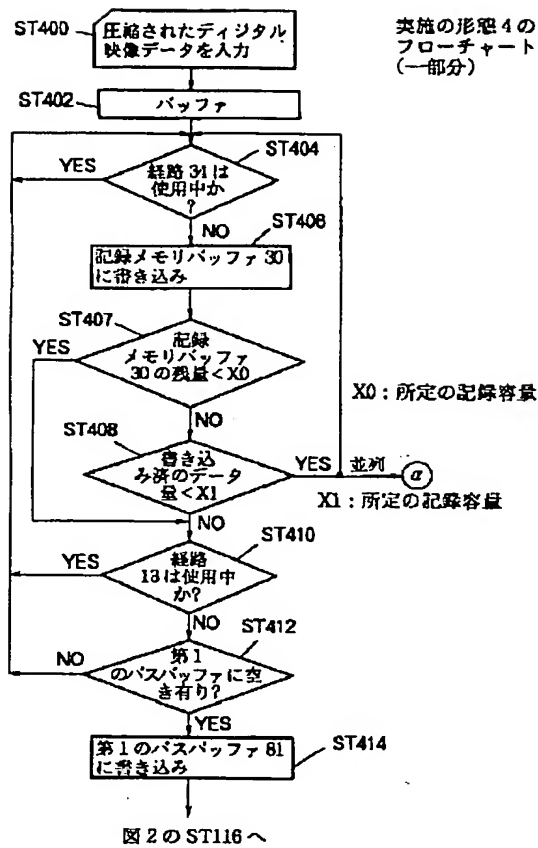 実施の形態4の
フローチャート
(一部分)
ST400
圧縮されたディジタル
映像データを入力
ST402
バッファ
ST404
YES
経路34は
使用中か
?
NO
ST406
記録メモリバッファ30
に書き込み
ST407
YES
記録
メモリバッファ
30の残量<X0
X0:所定の記録容量
NO
ST408
書き込
み済のデータ
量<X1
YES
並列
α
X1:所定の記録容量
NO
ST410
YES
経路
13は使用中
か?
NO
ST412
NO
第1
のバスバッファに空
き有り?
YES
ST414
第1のバスバッファ81
に書き込み
図2のST116へ